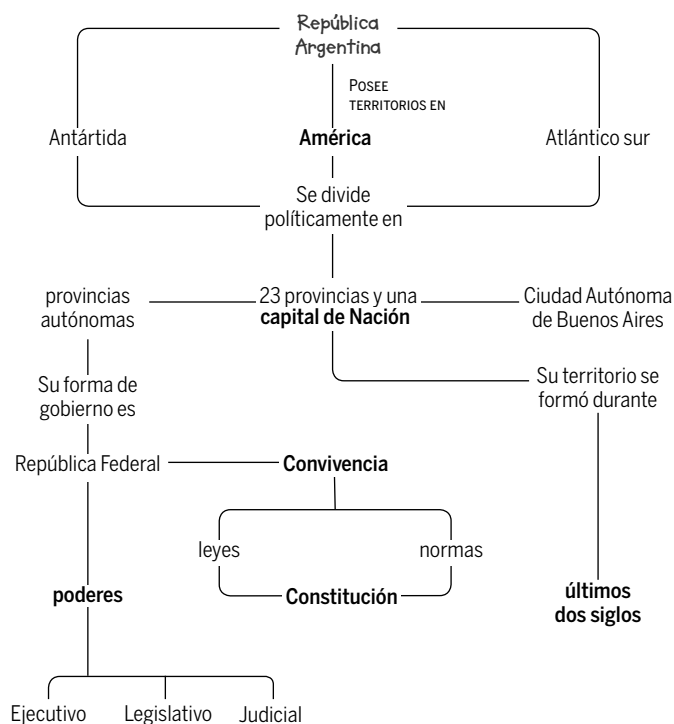 República
Argentina
POSEE
TERRITORIOS EN
Antártida
América
Atlántico sur
Se divide
políticamente en
provincias
autónomas
23 provincias y una
capital de Nación
Ciudad Autónoma
de Buenos Aires
Su forma de
gobierno es
Su territorio se
formó durante
República Federal
Convivencia
leyes
normas
poderes
Constitución
últimos
dos siglos
Ejecutivo
Legislativo
Judicial